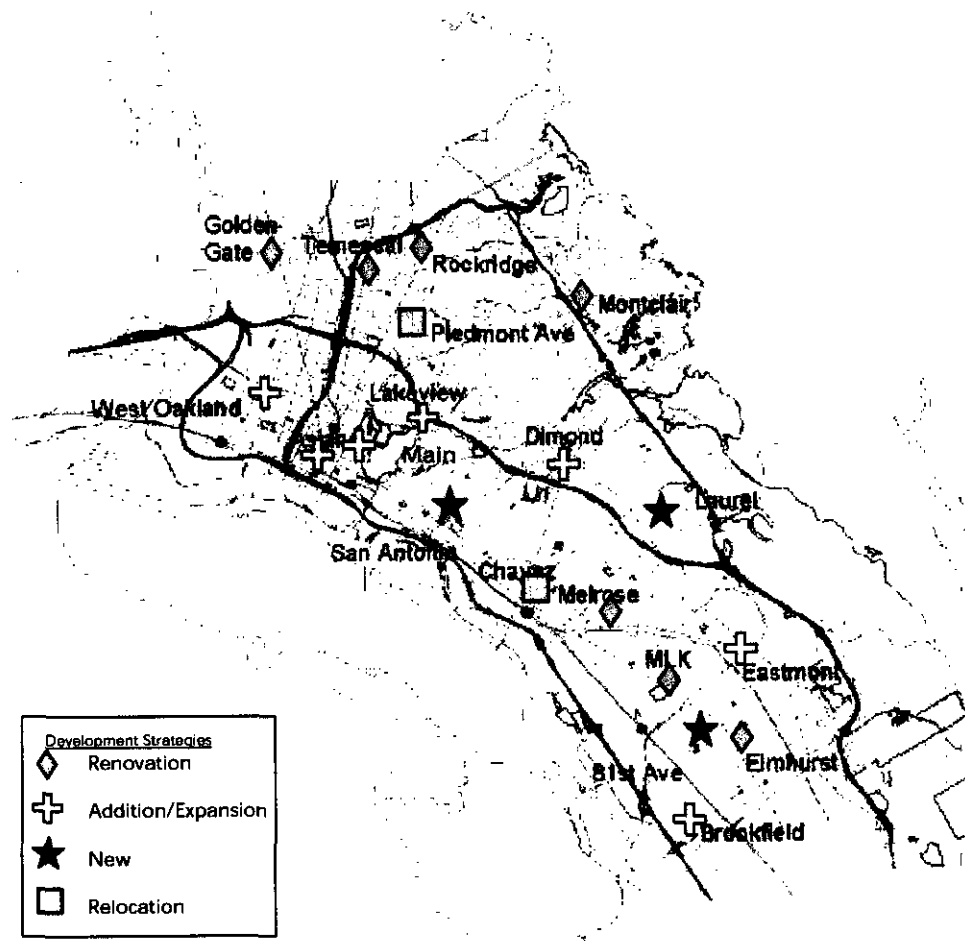 Golden
Gate
Temescal
Rockridge
Montclair
Piedmont Ave
Lakeview
West Oakland
Main
Dimond
Laurel
San Antonio
Chavez
Melrose
MLK
Eastmont
81st Ave
Elmhurst
Brookfield
Development Strategies
Renovation
Addition/Expansion
New
Relocation